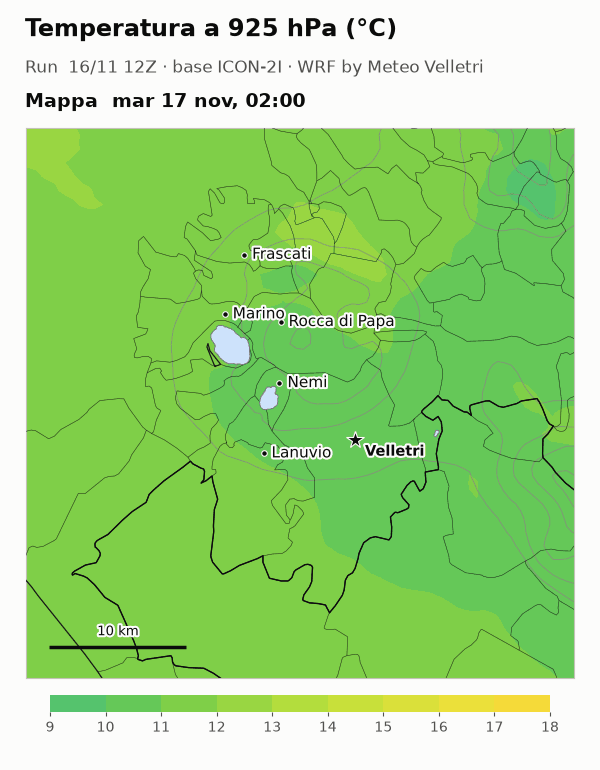 Temperatura a 925 hPa (°C)
Run  16/11 12Z · base ICON-2I · WRF by Meteo Velletri
Mappa  mar 17 nov, 02:00
Frascati
Marino
Rocca di Papa
Nemi
Velletri
Lanuvio
10 km
9 10 11 12 13 14 15 16 17 18